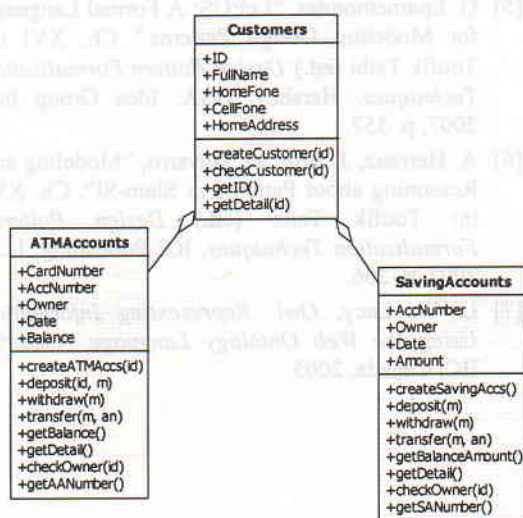 Customers
+ID
+FullName
+HomeFone
+CellFone
+HomeAddress
+createCustomer(id)
+checkCustomer(id)
+getID()
+getDetail(id)
ATMAccounts
+CardNumber
+AccNumber
+Owner
+Date
+Balance
+createATMAccs(id)
+deposit(id, m)
+withdraw(m)
+transfer(m, an)
+getBalance()
+getDetail()
+checkOwner(id)
+getAANumber()
SavingAccounts
+AccNumber
+Owner
+Date
+Amount
+createSavingAccs()
+deposit(m)
+withdraw(m)
+transfer(m, an)
+getBalanceAmount()
+getDetail()
+checkOwner(id)
+getSANumber()